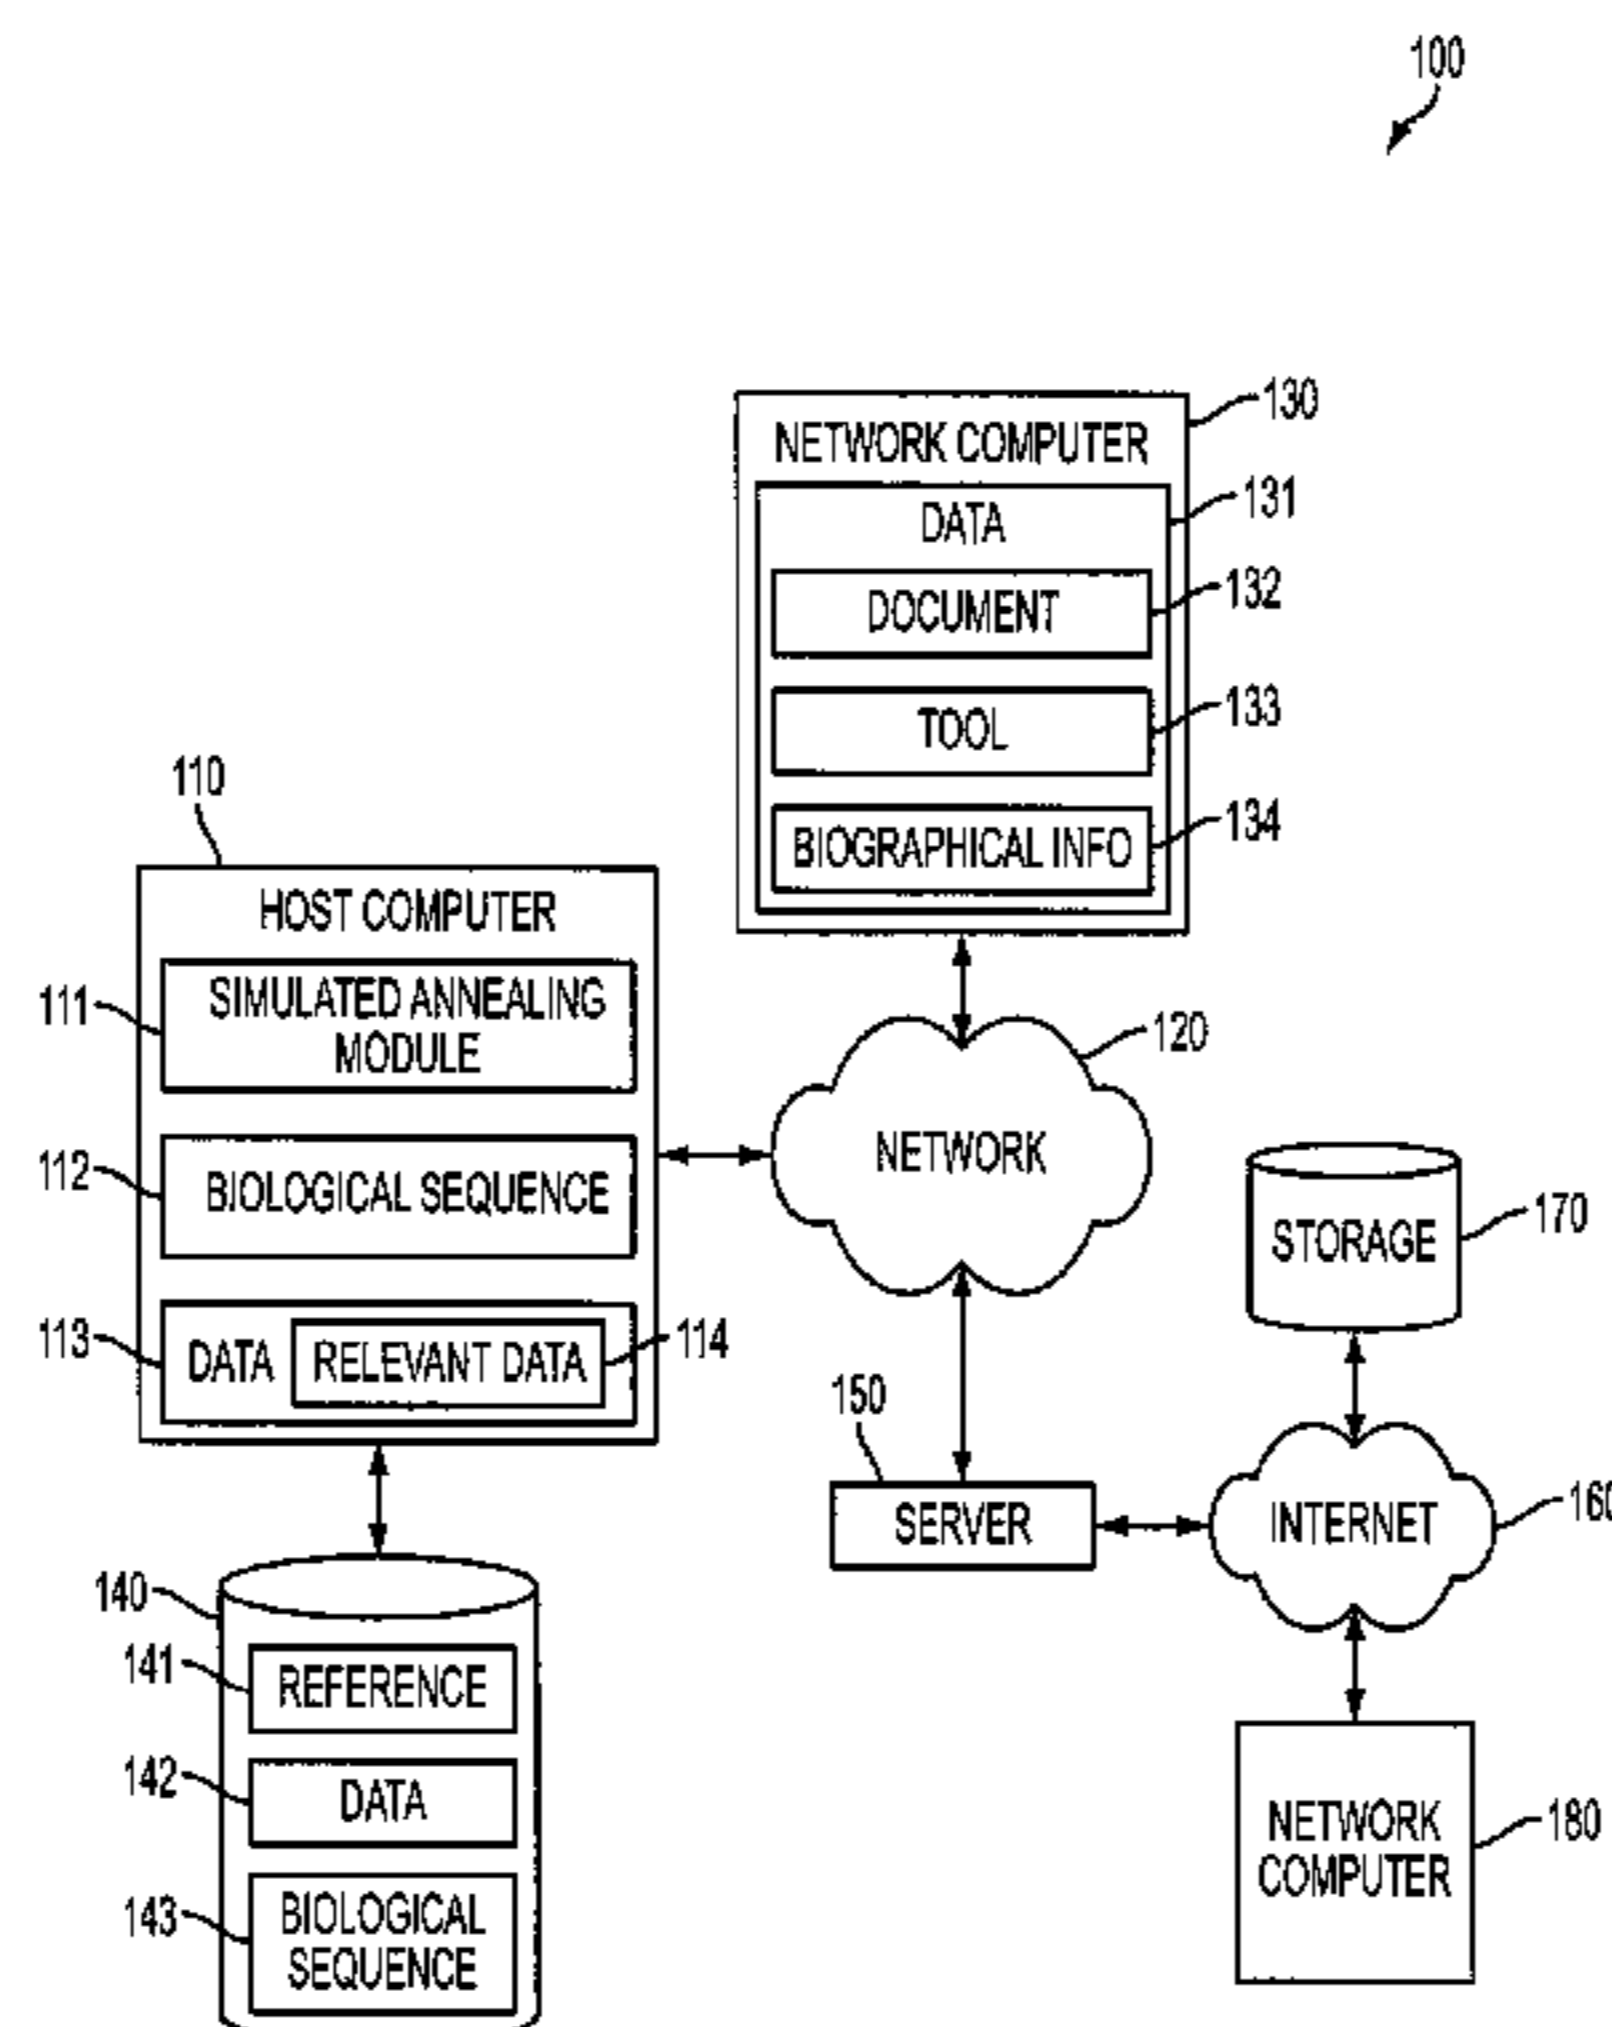 100
130
NETWORK COMPUTER
131
DATA
132
DOCUMENT
133
TOOL
134
BIOGRAPHICAL INFO
110
HOST COMPUTER
111
SIMULATED ANNEALING
MODULE
112
BIOLOGICAL SEQUENCE
113
DATA
RELEVANT DATA
114
120
NETWORK
STORAGE
170
150
SERVER
INTERNET
160
140
141
REFERENCE
142
DATA
143
BIOLOGICAL
SEQUENCE
NETWORK
COMPUTER
180